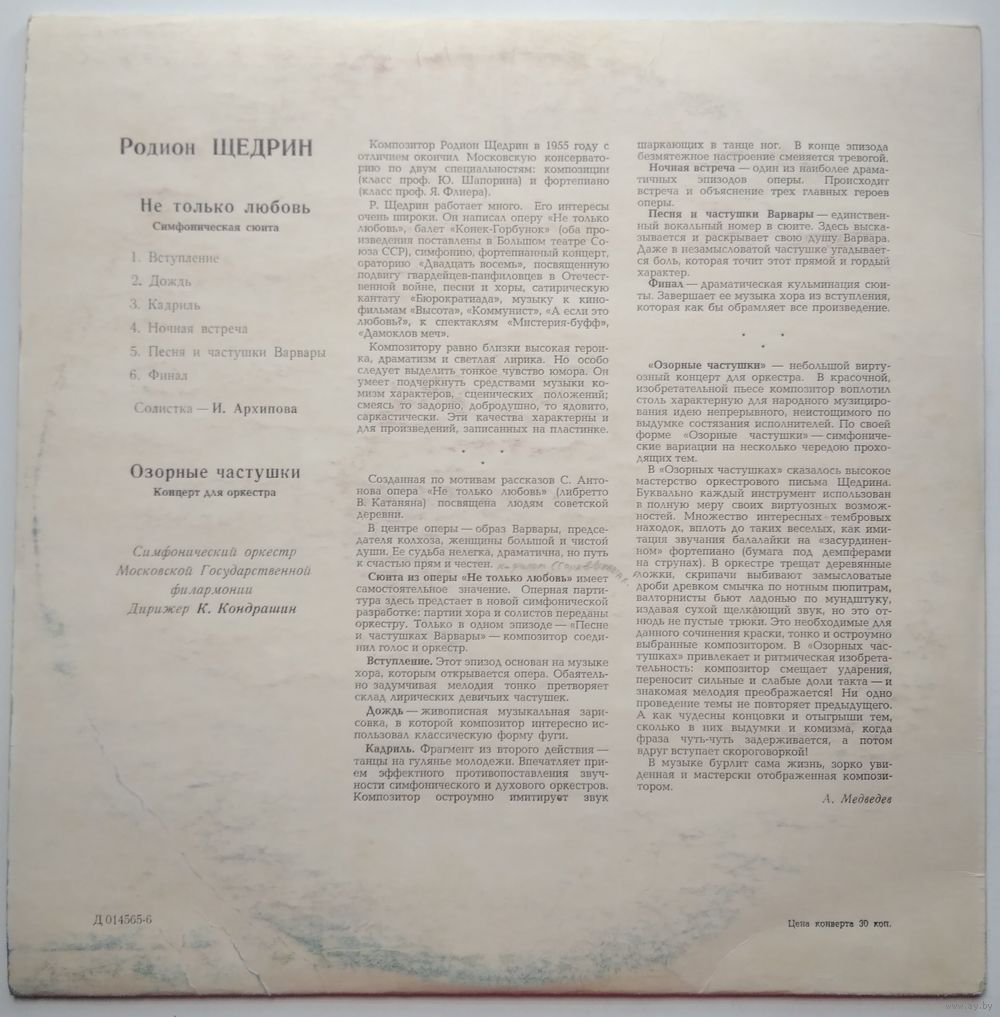 Родион ЩЕДРИН
Не только любовь
Симфоническая сюита
1. Вступление
2. Дождь
3. Кадриль
4. Ночная встреча
5. Песня и частушки Варвары
6. Финал
Солистка — И. Архипова
Озорные частушки
Концерт для оркестра
Симфонический оркестр
Московской Государственной
филармонии
Дирижер К. Кондрашин
Композитор Родион Щедрин в 1955 году с
отличием окончил Московскую консервато-
рию по двум специальностям: композиции
(класс проф. Ю. Шапорина) и фортепиано
(класс проф. Я. Флиера).
Р. Щедрин работает много. Его интересы
очень широки. Он написал оперу «Не только
любовь», балет «Конек-Горбунок» (оба про-
изведения поставлены в Большом театре Со-
юза ССР), симфонию, фортепианный концерт,
ораторию «Двадцать восемь», посвященную
подвигу гвардейцев-панфиловцев в Отечест-
венной войне, песни и хоры, сатирическую
кантату «Бюрократиада», музыку к кино-
фильмам «Высота», «Коммунист», «А если это
любовь?», к спектаклям «Мистерия-буфф»,
«Дамоклов меч».
Композитору равно близки высокая герои-
ка, драматизм и светлая лирика. Но особо
следует выделить тонкое чувство юмора. Он
умеет подчеркнуть средствами музыки ко-
мизм характеров, сценических положений;
смеясь то задорно, добродушно, то ядовито,
саркастически. Эти качества характерны и
для произведений, записанных на пластинке.
Созданная по мотивам рассказов С. Анто-
нова опера «Не только любовь» (либретто
В. Катаняна) посвящена людям советской
деревни.
В центре оперы — образ Варвары, предсе-
дателя колхоза, женщины большой и чистой
души. Ее судьба нелегка, драматична, но путь
к счастью прям и честен.
Сюита из оперы «Не только любовь» имеет
самостоятельное значение. Оперная парти-
тура здесь предстает в новой симфонической
разработке: партии хора и солистов переданы
оркестру. Только в одном эпизоде — «Песне
и частушках Варвары» — композитор соеди-
нил голос и оркестр.
Вступление. Этот эпизод основан на музыке
хора, которым открывается опера. Обаятель-
но задумчивая мелодия тонко претворяет
склад лирических девичьих частушек.
Дождь — живописная музыкальная зари-
совка, в которой композитор интересно ис-
пользовал классическую форму фуги.
Кадриль. Фрагмент из второго действия —
танцы на гулянье молодежи. Впечатляет при-
ем эффектного противопоставления звуч-
ности симфонического и духового оркестров.
Композитор остроумно имитирует звук
шаркающих в танце ног. В конце эпизода
безмятежное настроение сменяется тревогой.
Ночная встреча — один из наиболее драма-
тичных эпизодов оперы. Происходит
встреча и объяснение трех главных героев
оперы.
Песня и частушки Варвары — единствен-
ный вокальный номер в сюите. Здесь выска-
зывается и раскрывает свою душу Варвара.
Даже в незамысловатой частушке угадывает-
ся боль, которая точит этот прямой и гордый
характер.
Финал — драматическая кульминация сюи-
ты. Завершает ее музыка хора из вступления,
которая как бы обрамляет все произведение.
«Озорные частушки» — небольшой вирту-
озный концерт для оркестра. В красочной,
изобретательной пьесе композитор воплотил
столь характерную для народного музициро-
вания идею непрерывного, неистощимого по
выдумке состязания исполнителей. По своей
форме «Озорные частушки» — симфониче-
ские вариации на несколько чередою прохо-
дящих тем.
В «Озорных частушках» сказалось высокое
мастерство оркестрового письма Щедрина.
Буквально каждый инструмент использован
в полную меру своих виртуозных возмож-
ностей. Множество интересных тембровых
находок, вплоть до таких веселых, как ими-
тация звучания балалайки на «засурдинен-
ном» фортепиано (бумага под демпферами
на струнах). В оркестре трещат деревянные
ложки, скрипачи выбивают замысловатые
дроби древком смычка по нотным пюпитрам,
валторнисты бьют ладонью по мундштуку,
издавая сухой щелкающий звук, но это от-
нюдь не пустые трюки. Это необходимые для
данного сочинения краски, тонко и остроумно
выбранные композитором. В «Озорных час-
тушках» привлекает и ритмическая изобрета-
тельность: композитор смещает ударения,
переносит сильные и слабые доли такта — и
знакомая мелодия преображается! Ни одно
проведение темы не повторяет предыдущего.
А как чудесны концовки и отыгрыши тем,
сколько в них выдумки и комизма, когда
фраза чуть-чуть задерживается, а потом
вдруг вступает скороговоркой!
В музыке бурлит сама жизнь, зорко уви-
денная и мастерски отображенная компози-
тором.
А. Медведев
Д 014565-6
Цена конверта 30 коп.
www.ay.by